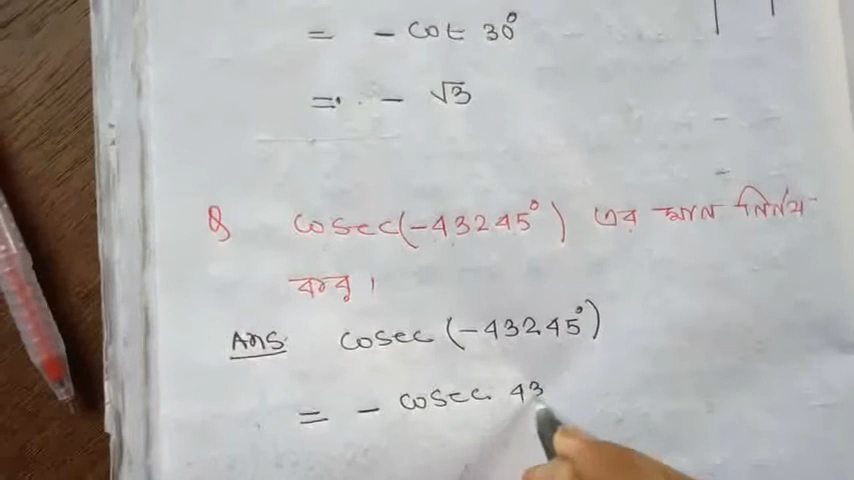 = - cot 30°
= - √3
Q cosec(-43245°) এর মান নির্ণয়
কর।
Ans cosec (-43245°)
= - cosec 43